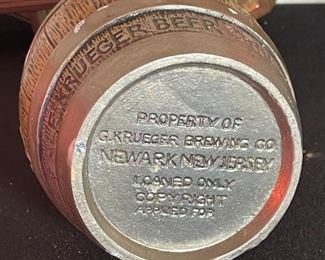 KRUEGER BEER
PROPERTY OF
G. KRUEGER BREWING CO.
NEWARK NEW JERSEY
LOANED ONLY
COPYRIGHT
APPLIED FOR